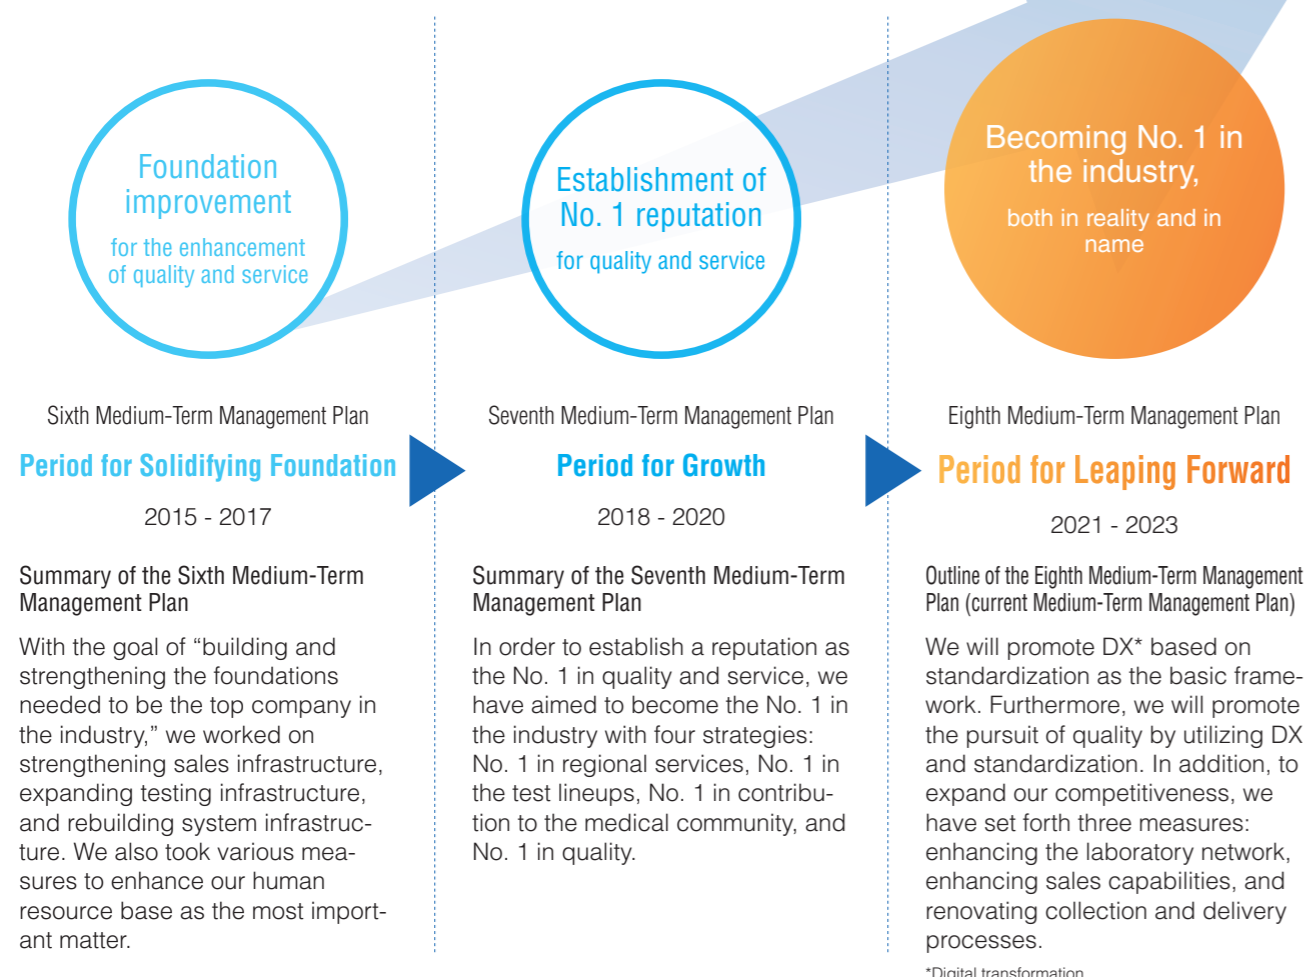 Foundation
improvement
for the enhancement
of quality and service
Establishment of
No. 1 reputation
for quality and service
Becoming No. 1 in
the industry,
both in reality and in
name
Sixth Medium-Term Management Plan
Period for Solidifying Foundation
2015 - 2017
Summary of the Sixth Medium-Term
Management Plan
With the goal of “building and
strengthening the foundations
needed to be the top company in
the industry,” we worked on
strengthening sales infrastructure,
expanding testing infrastructure,
and rebuilding system infrastruc-
ture. We also took various mea-
sures to enhance our human
resource base as the most import-
ant matter.
Seventh Medium-Term Management Plan
Period for Growth
2018 - 2020
Summary of the Seventh Medium-Term
Management Plan
In order to establish a reputation as
the No. 1 in quality and service, we
have aimed to become the No. 1 in
the industry with four strategies:
No. 1 in regional services, No. 1 in
the test lineups, No. 1 in contribu-
tion to the medical community, and
No. 1 in quality.
Eighth Medium-Term Management Plan
Period for Leaping Forward
2021 - 2023
Outline of the Eighth Medium-Term Management
Plan (current Medium-Term Management Plan)
We will promote DX* based on
standardization as the basic frame-
work. Furthermore, we will promote
the pursuit of quality by utilizing DX
and standardization. In addition, to
expand our competitiveness, we
have set forth three measures:
enhancing the laboratory network,
enhancing sales capabilities, and
renovating collection and delivery
processes.
*Digital transformation